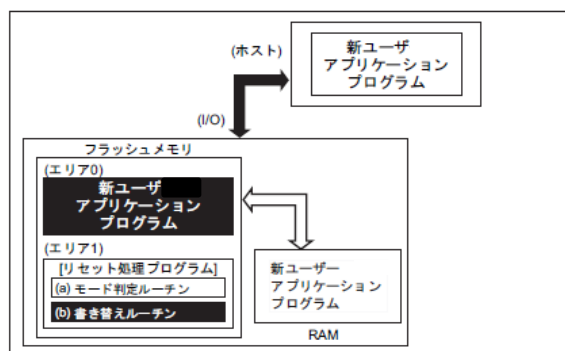 (ホスト)
新ユーザ
アプリケーション
プログラム
(I/O)
フラッシュメモリ
(エリア0)
新ユーザ
アプリケーション
プログラム
(エリア1)
[リセット処理プログラム]
(a) モード判定ルーチン
(b) 書き替えルーチン
新ユーザー
アプリケーション
プログラム
RAM